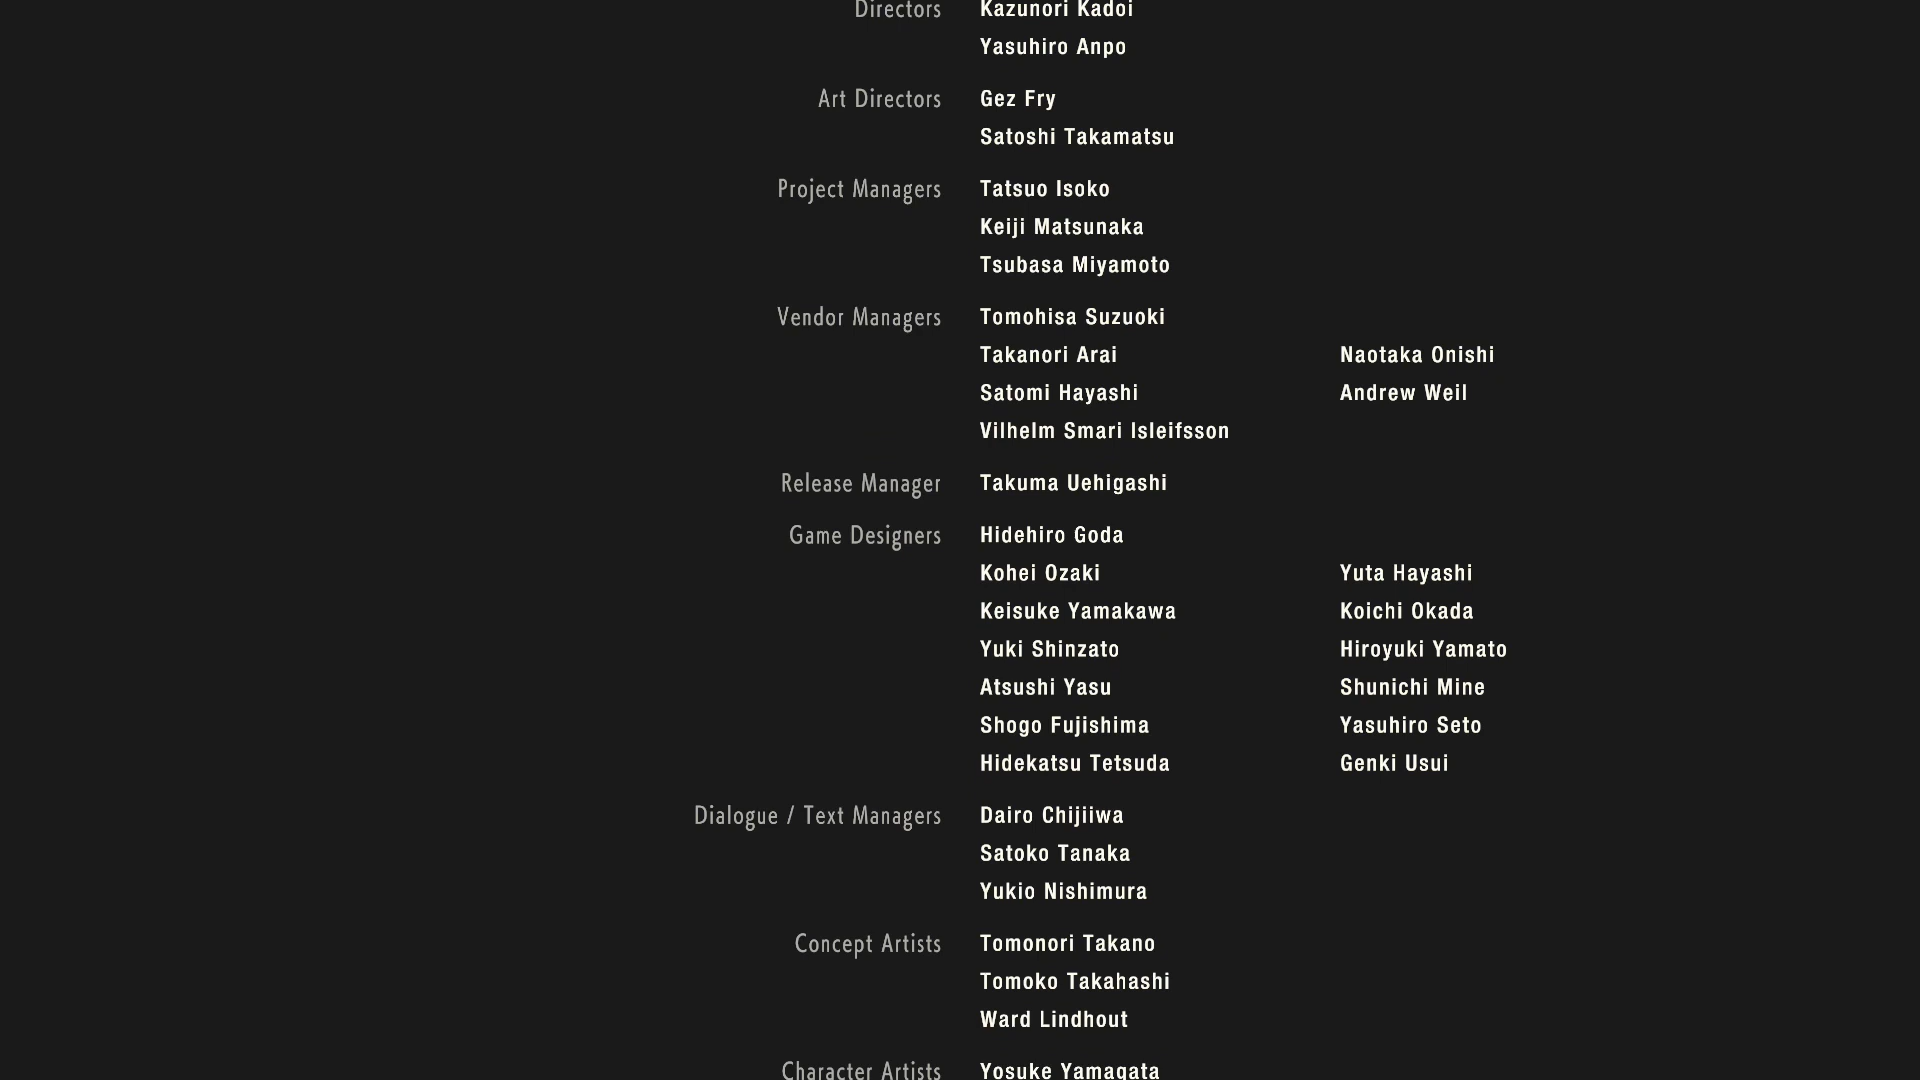 Directors Kazunori Kadoi
Yasuhiro Anpo
Art Directors Gez Fry
Satoshi Takamatsu
Project Managers Tatsuo Isoko
Keiji Matsunaka
Tsubasa Miyamoto
Vendor Managers Tomohisa Suzuoki
Takanori Arai Naotaka Onishi
Satomi Hayashi Andrew Weil
Vilhelm Smari Isleifsson
Release Manager Takuma Uehigashi
Game Designers Hidehiro Goda
Kohei Ozaki Yuta Hayashi
Keisuke Yamakawa Koichi Okada
Yuki Shinzato Hiroyuki Yamato
Atsushi Yasu Shunichi Mine
Shogo Fujishima Yasuhiro Seto
Hidekatsu Tetsuda Genki Usui
Dialogue / Text Managers Dairo Chijiiwa
Satoko Tanaka
Yukio Nishimura
Concept Artists Tomonori Takano
Tomoko Takahashi
Ward Lindhout
Character Artists Yosuke Yamagata